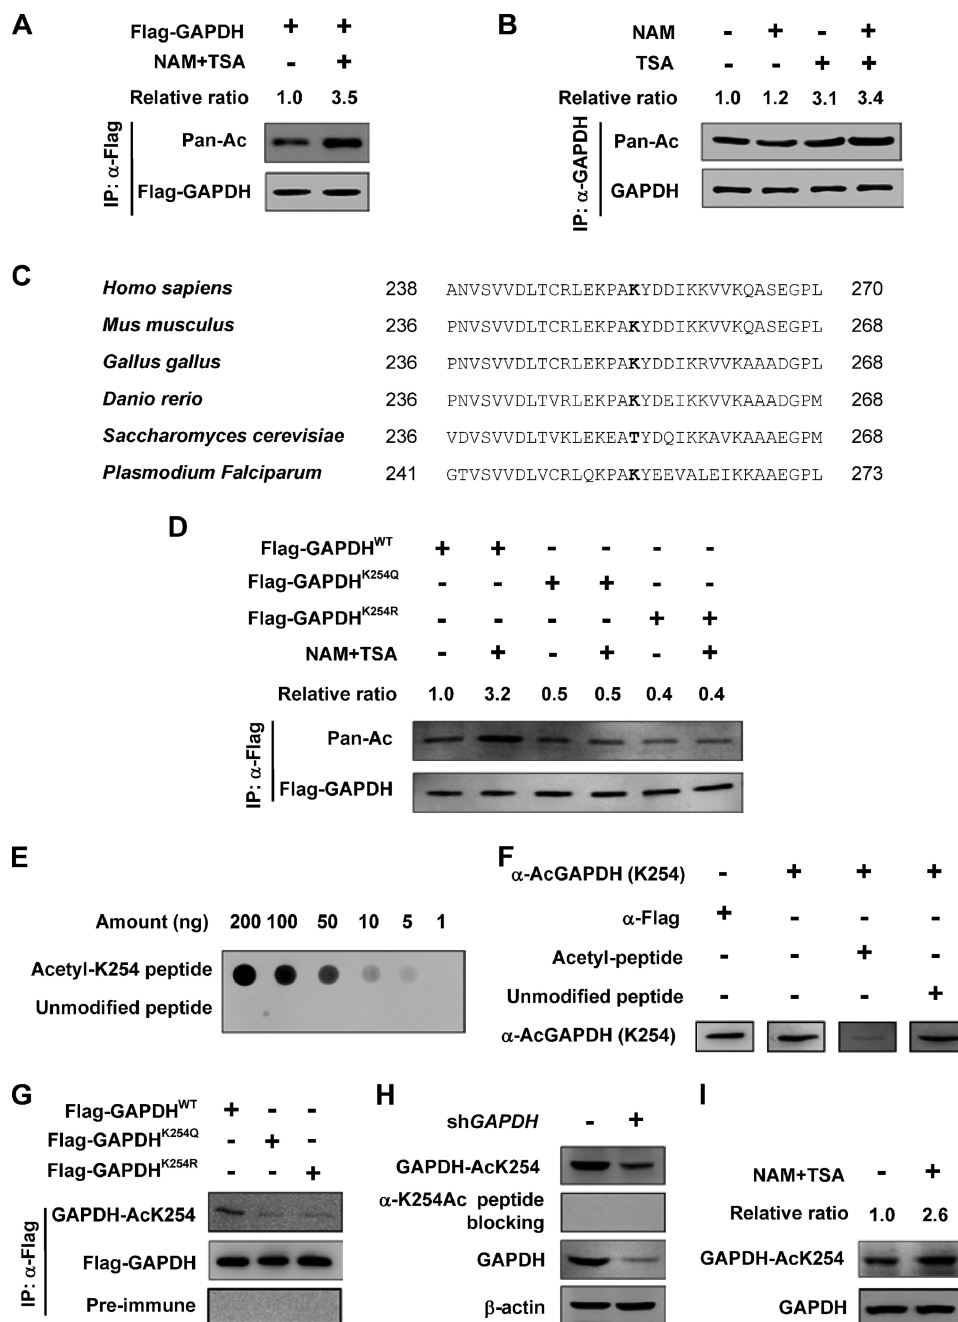 A
Flag-GAPDH + +
NAM+TSA - +
Relative ratio 1.0 3.5
IP: α-Flag
Pan-Ac
Flag-GAPDH
B
NAM - + - +
TSA - - + +
Relative ratio 1.0 1.2 3.1 3.4
IP: α-GAPDH
Pan-Ac
GAPDH
C
Homo sapiens 238 ANVSVVDLTCRLEKPAKYDDIKKVVKQASEGPL 270
Mus musculus 236 PNVSVVDLTCRLEKPAKYDDIKKVVKQASEGPL 268
Gallus gallus 236 PNVSVVDLTCRLEKPAKYDDIKRVVKAAADGPL 268
Danio rerio 236 PNVSVVDLTVRLEKPAKYDEIKKVVKAAADGPM 268
Saccharomyces cerevisiae 236 VDVSVVDLTVKLEKEATYDQIKKAVKAAAEGPM 268
Plasmodium Falciparum 241 GTVSVVDLVCRLQKPAKYEEVALEIKKAAEGPL 273
D
Flag-GAPDH^WT + + - - - -
Flag-GAPDH^K254Q - - + + - -
Flag-GAPDH^K254R - - - - + +
NAM+TSA - + - + - +
Relative ratio 1.0 3.2 0.5 0.5 0.4 0.4
IP: α-Flag
Pan-Ac
Flag-GAPDH
E
Amount (ng) 200 100 50 10 5 1
Acetyl-K254 peptide
Unmodified peptide
F
α-AcGAPDH (K254) - + + +
α-Flag + - - -
Acetyl-peptide - - + -
Unmodified peptide - - - +
α-AcGAPDH (K254)
G
Flag-GAPDH^WT + - -
Flag-GAPDH^K254Q - + -
Flag-GAPDH^K254R - - +
IP: α-Flag
GAPDH-AcK254
Flag-GAPDH
Pre-immune
H
shGAPDH - +
GAPDH-AcK254
α-K254Ac peptide
blocking
GAPDH
β-actin
I
NAM+TSA - +
Relative ratio 1.0 2.6
GAPDH-AcK254
GAPDH